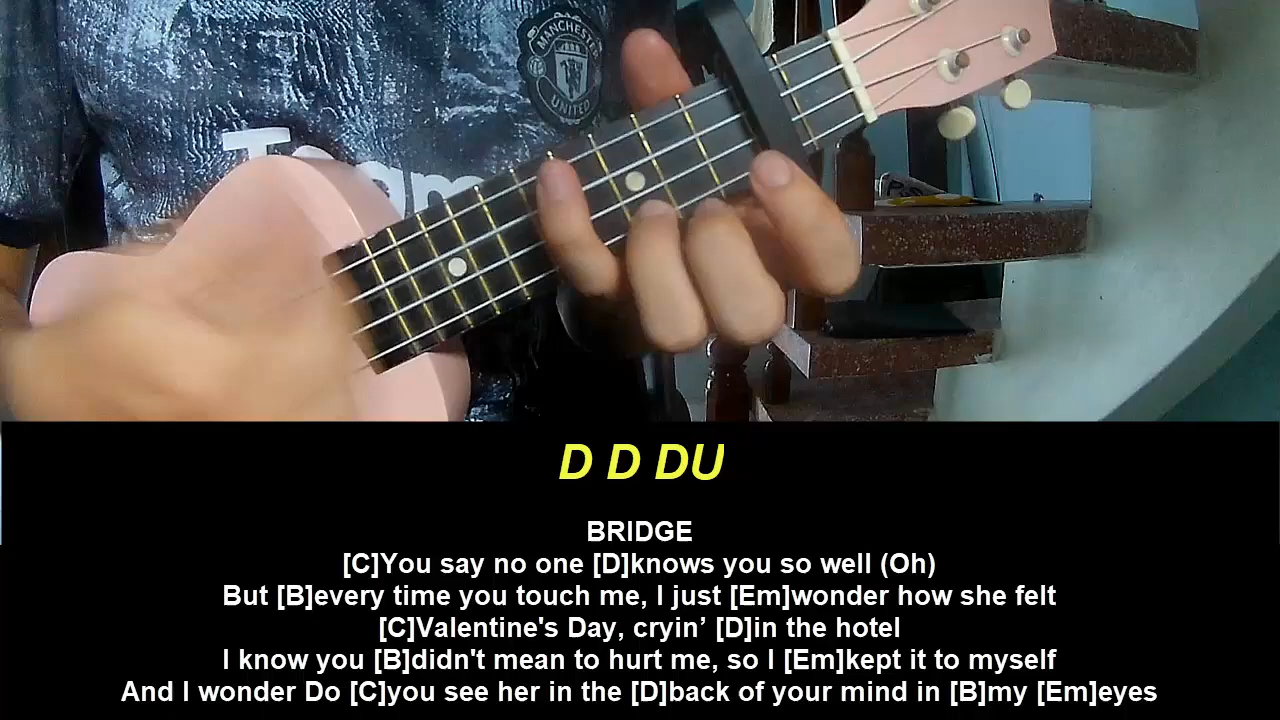 MANCHESTER
UNITED
D D DU
BRIDGE
[C]You say no one [D]knows you so well (Oh)
But [B]every time you touch me, I just [Em]wonder how she felt
[C]Valentine's Day, cryin’ [D]in the hotel
I know you [B]didn't mean to hurt me, so I [Em]kept it to myself
And I wonder Do [C]you see her in the [D]back of your mind in [B]my [Em]eyes